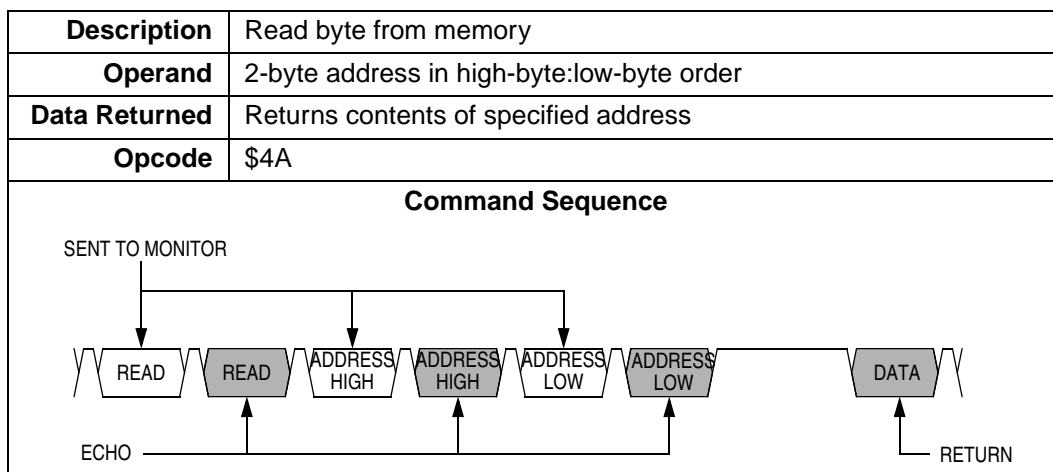 Description Read byte from memory
Operand 2-byte address in high-byte:low-byte order
Data Returned Returns contents of specified address
Opcode $4A
Command Sequence
SENT TO MONITOR
READ READ ADDRESS HIGH ADDRESS HIGH ADDRESS LOW ADDRESS LOW DATA
ECHO RETURN